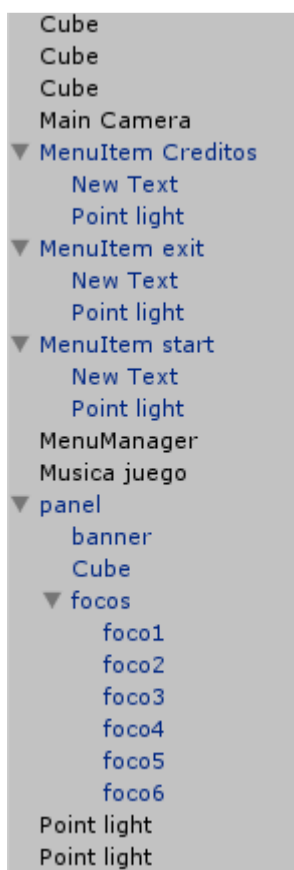 Cube
Cube
Cube
Main Camera
MenuItem Creditos
New Text
Point light
MenuItem exit
New Text
Point light
MenuItem start
New Text
Point light
MenuManager
Musica juego
panel
banner
Cube
focos
foco1
foco2
foco3
foco4
foco5
foco6
Point light
Point light